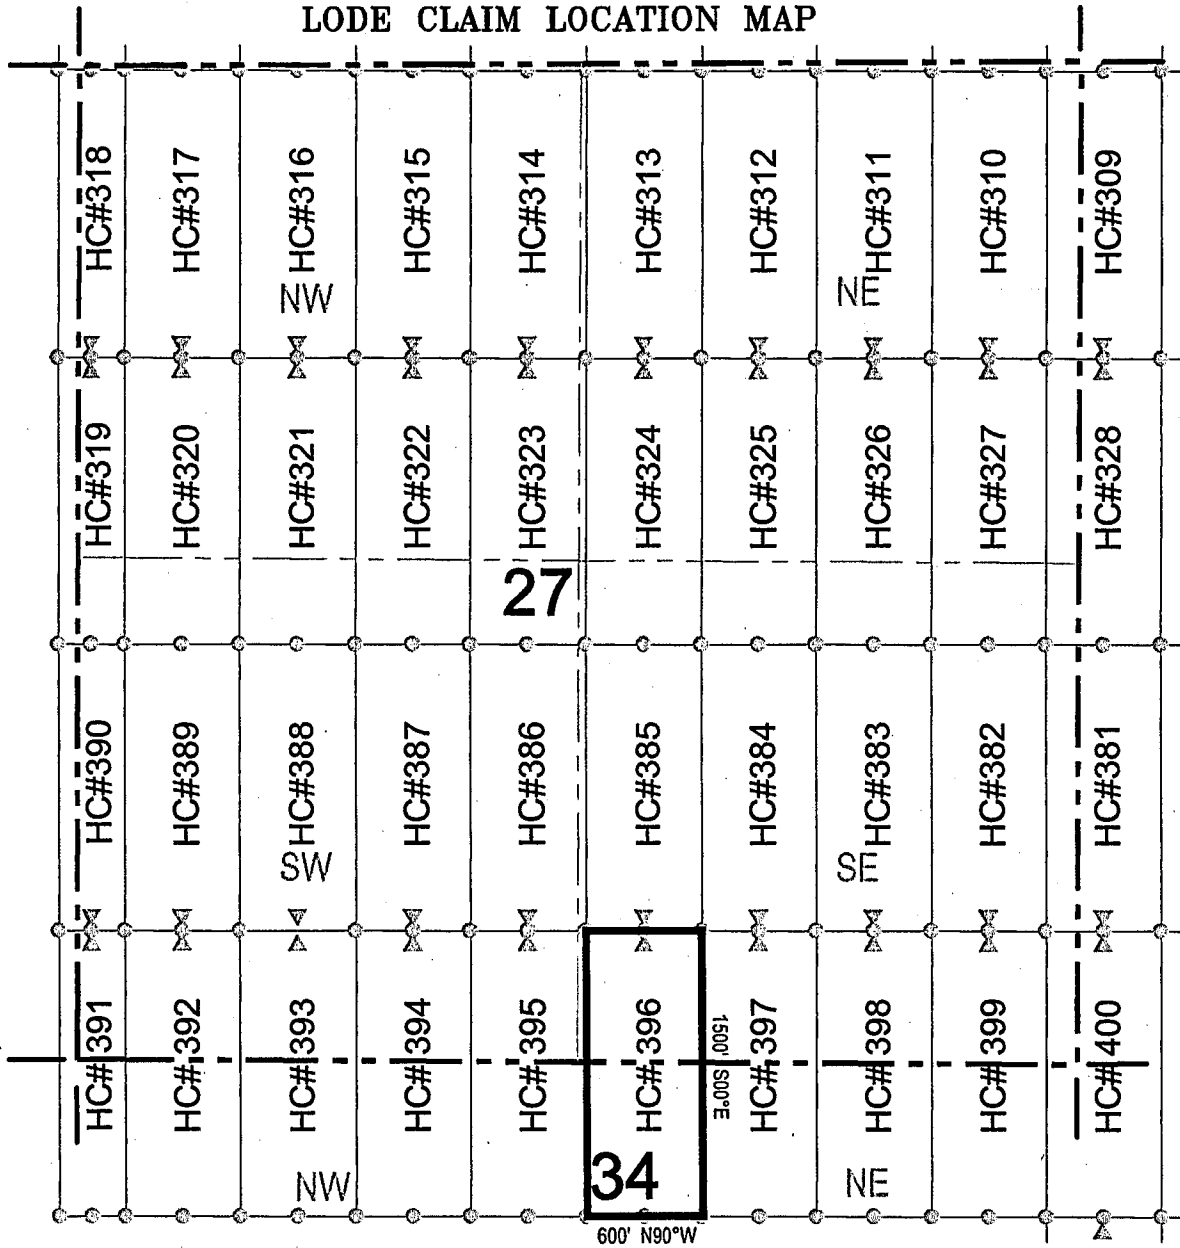 LODE CLAIM LOCATION MAP
HC#318
HC#317
HC#316
HC#315
HC#314
HC#313
HC#312
HC#311
HC#310
HC#309
NW
NE
HC#319
HC#320
HC#321
HC#322
HC#323
HC#324
HC#325
HC#326
HC#327
HC#328
27
HC#390
HC#389
HC#388
HC#387
HC#386
HC#385
HC#384
HC#383
HC#382
HC#381
SW
SE
HC#391
HC#392
HC#393
HC#394
HC#395
HC#396
1500' S00°E
HC#397
HC#398
HC#399
HC#400
34
NW
NE
600' N90°W